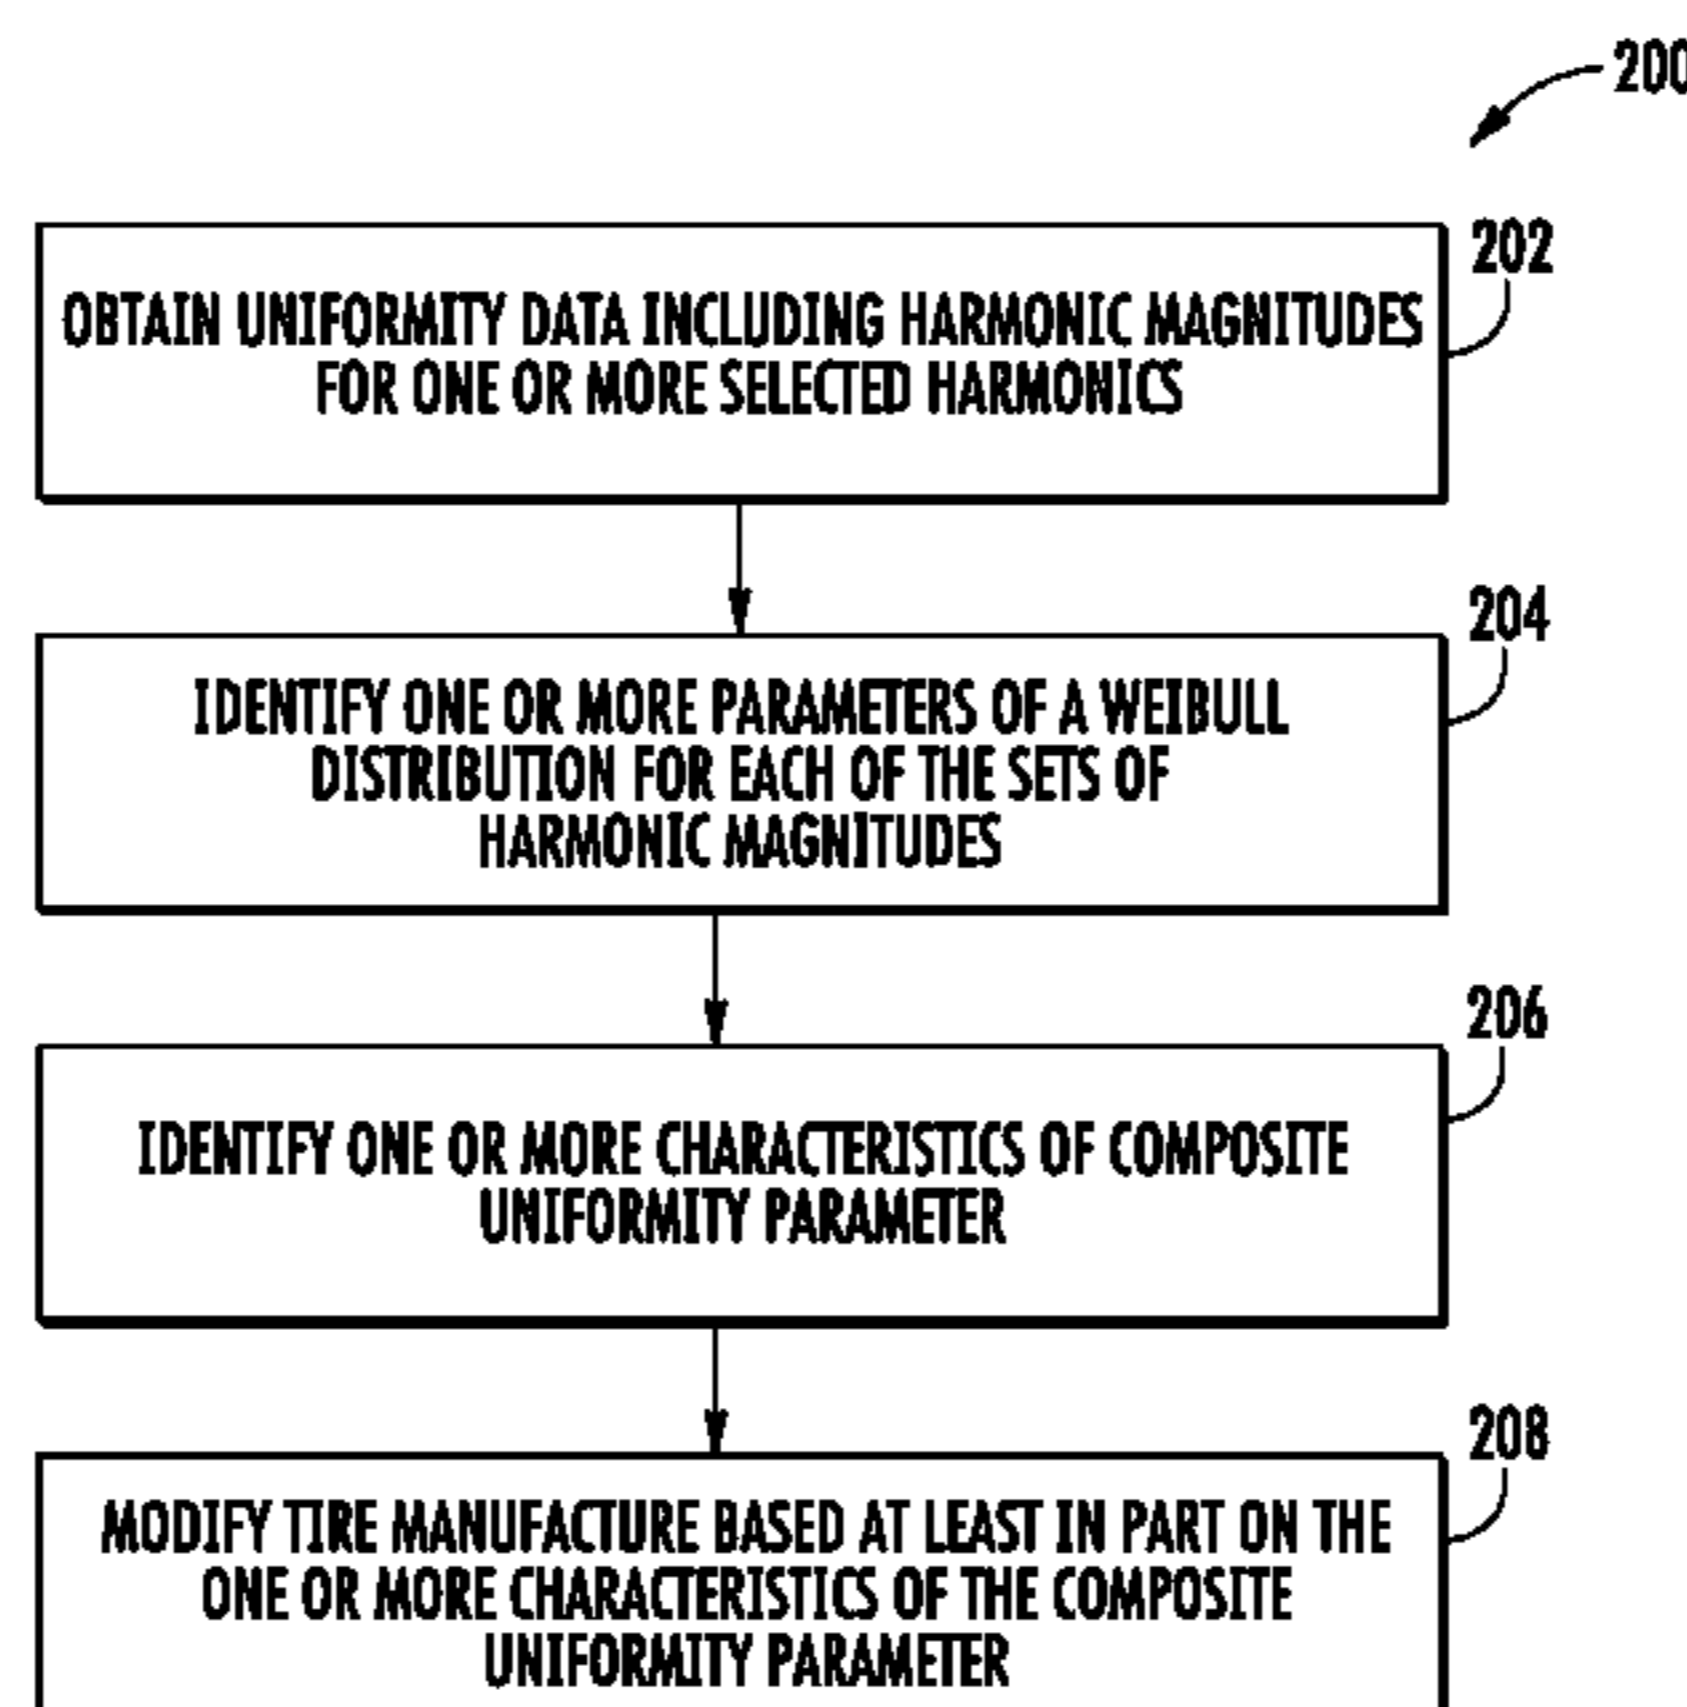 200
202
OBTAIN UNIFORMITY DATA INCLUDING HARMONIC MAGNITUDES
FOR ONE OR MORE SELECTED HARMONICS
204
IDENTIFY ONE OR MORE PARAMETERS OF A WEIBULL
DISTRIBUTION FOR EACH OF THE SETS OF
HARMONIC MAGNITUDES
206
IDENTIFY ONE OR MORE CHARACTERISTICS OF COMPOSITE
UNIFORMITY PARAMETER
208
MODIFY TIRE MANUFACTURE BASED AT LEAST IN PART ON THE
ONE OR MORE CHARACTERISTICS OF THE COMPOSITE
UNIFORMITY PARAMETER